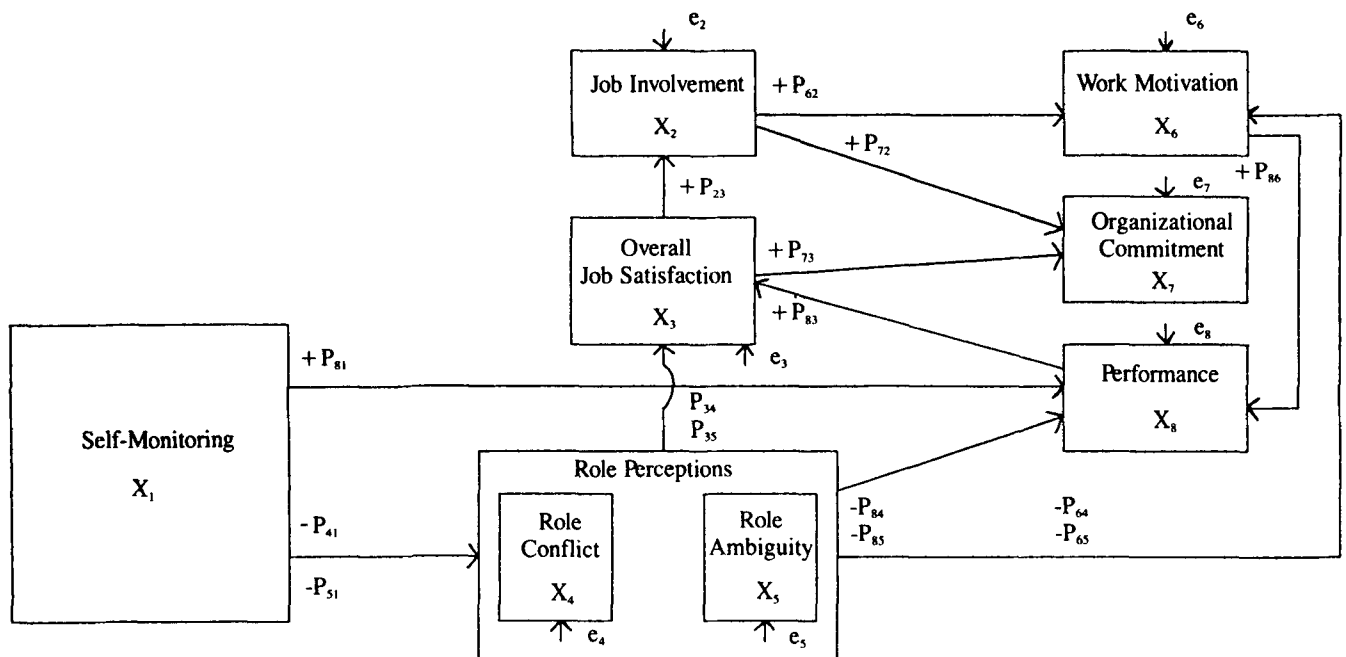 e₂
e₆
Job Involvement
X₂
+ P₆₂
Work Motivation
X₆
+ P₇₂
+ P₈₆
+ P₂₃
e₇
Overall
Job Satisfaction
X₃
+ P₇₃
Organizational
Commitment
X₇
+ P₈₃
e₃
e₈
+ P₈₁
Performance
X₈
P₃₄
P₃₅
Self-Monitoring
X₁
Role Perceptions
- P₄₁
-P₅₁
Role
Conflict
X₄
e₄
Role
Ambiguity
X₅
e₅
-P₈₄
-P₈₅
-P₆₄
-P₆₅